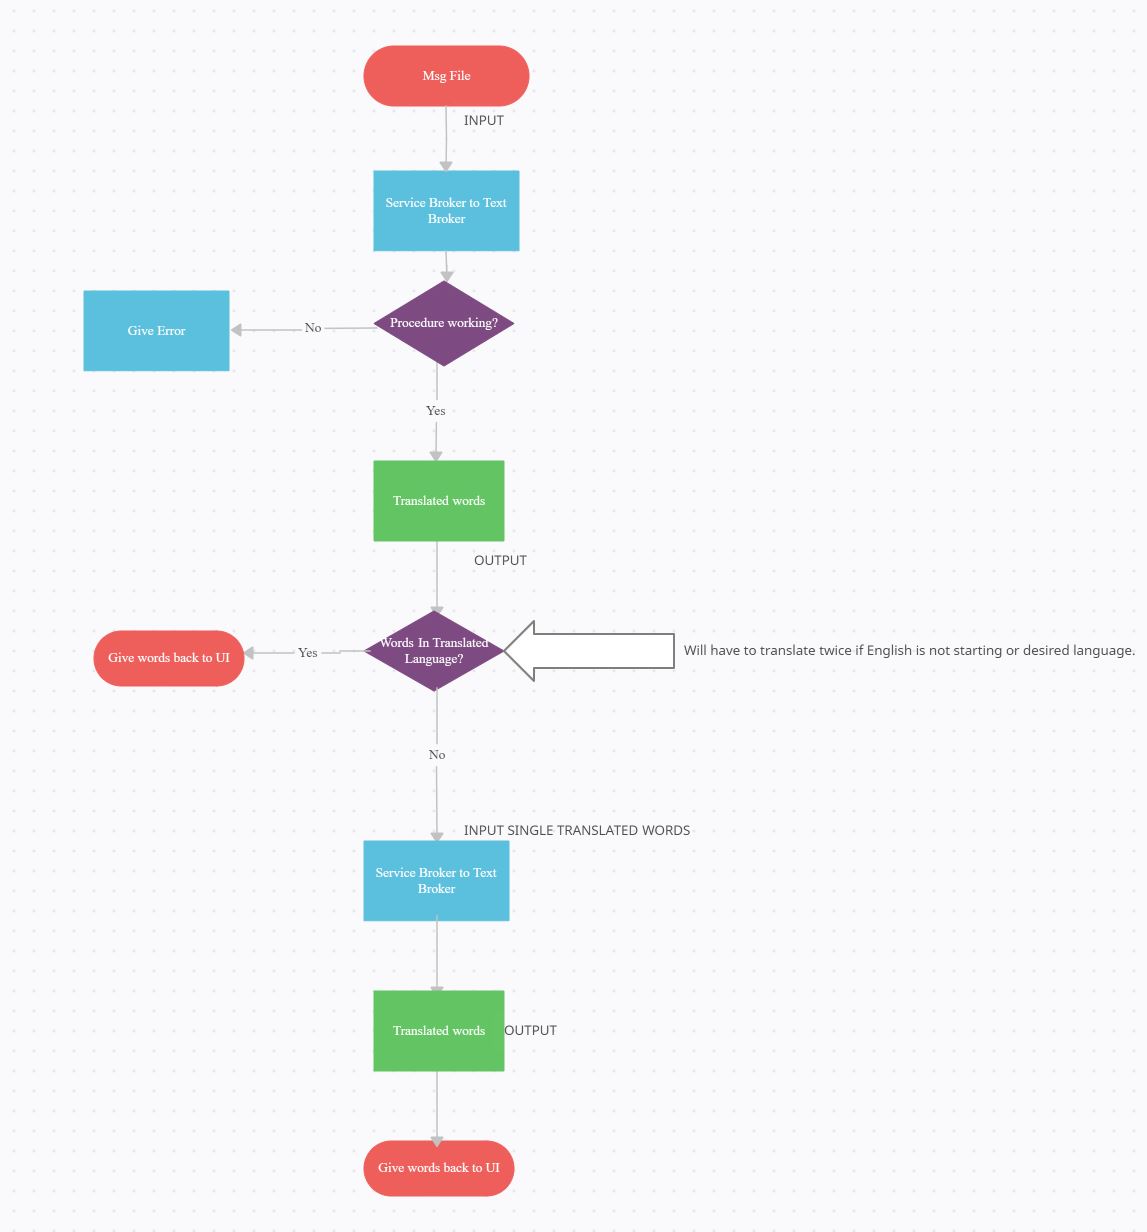 Msg File
INPUT
Service Broker to Text
Broker
Procedure working?
No
Give Error
Yes
Translated words
OUTPUT
Words In Translated
Language?
Yes
Give words back to UI
Will have to translate twice if English is not starting or desired language.
No
INPUT SINGLE TRANSLATED WORDS
Service Broker to Text
Broker
Translated words
OUTPUT
Give words back to UI